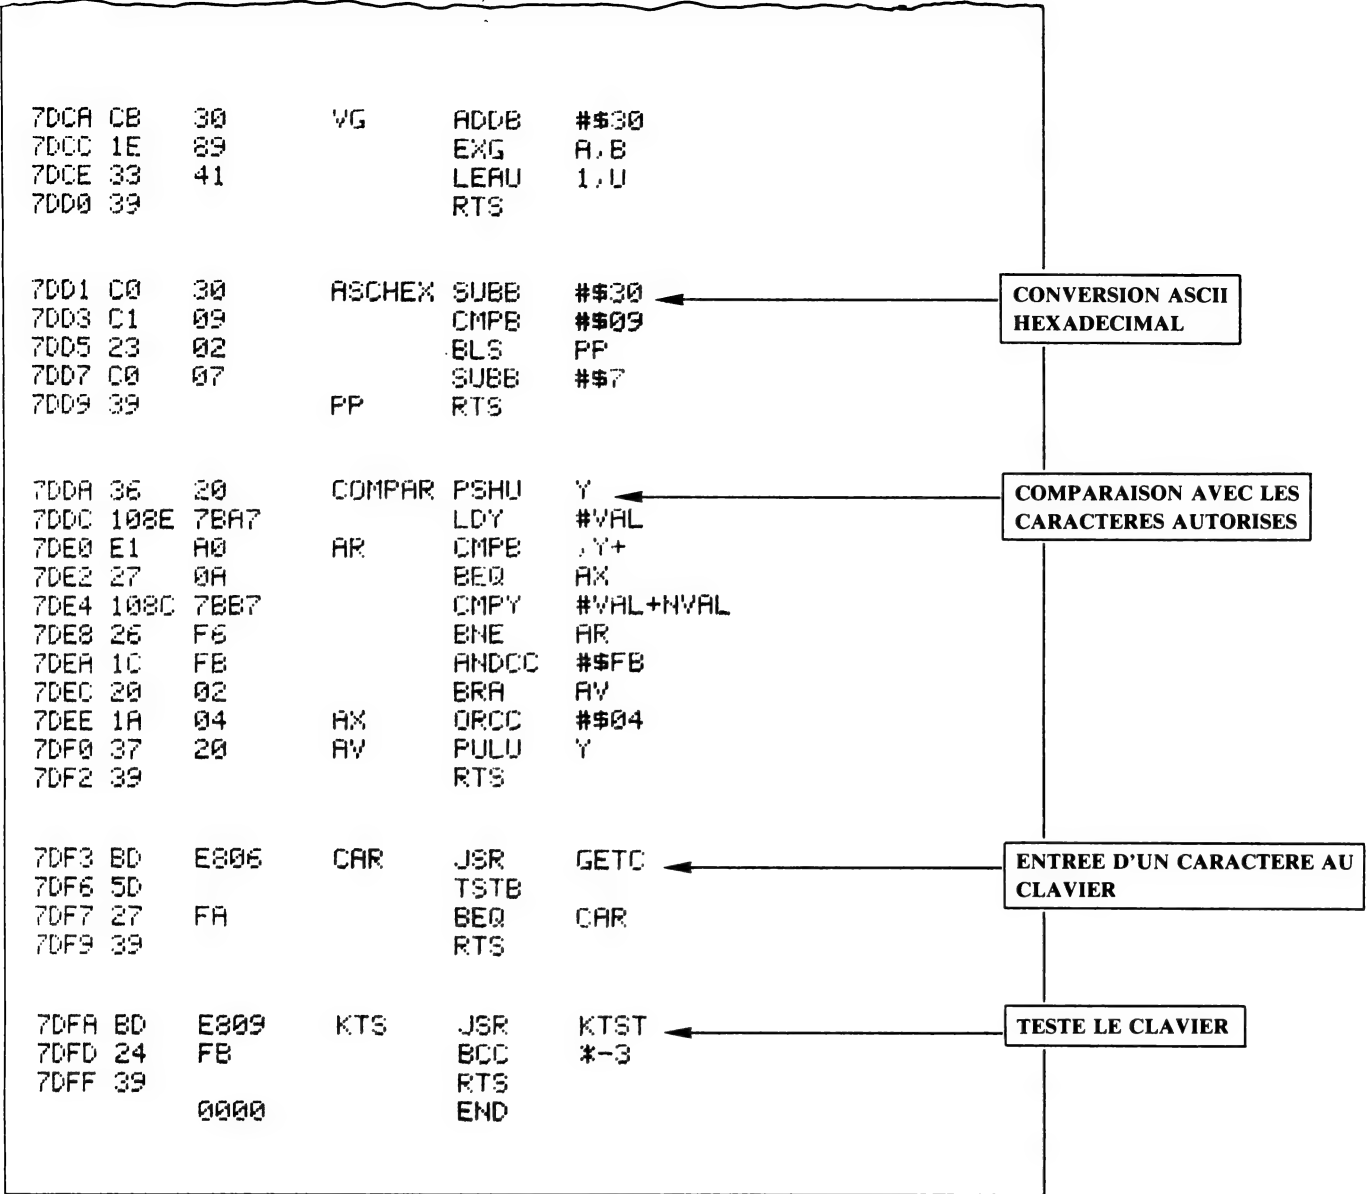 7DCA CB 30 VG ADDB #$30
7DCC 1E 89 EXG A,B
7DCE 33 41 LEAU 1,U
7DD0 39 RTS
7DD1 C0 30 ASCHEX SUBB #$30 CONVERSION ASCII
7DD3 C1 09 CMPB #$09 HEXADECIMAL
7DD5 23 02 BLS PP
7DD7 C0 07 SUBB #$7
7DD9 39 PP RTS
7DDA 36 20 COMPAR PSHU Y COMPARAISON AVEC LES
7DDC 108E 7BA7 LDY #VAL CARACTERES AUTORISES
7DE0 E1 A0 AR CMPB ,Y+
7DE2 27 0A BEQ AX
7DE4 108C 7BB7 CMPY #VAL+NVAL
7DE8 26 F6 BNE AR
7DEA 1C FB ANDCC #$FB
7DEC 20 02 BRA AV
7DEE 1A 04 AX ORCC #$04
7DF0 37 20 AV PULU Y
7DF2 39 RTS
7DF3 BD E806 CAR JSR GETC ENTREE D'UN CARACTERE AU
7DF6 5D TSTB CLAVIER
7DF7 27 FA BEQ CAR
7DF9 39 RTS
7DFA BD E809 KTS JSR KTST TESTE LE CLAVIER
7DFD 24 FB BCC *-3
7DFF 39 RTS
0000 END